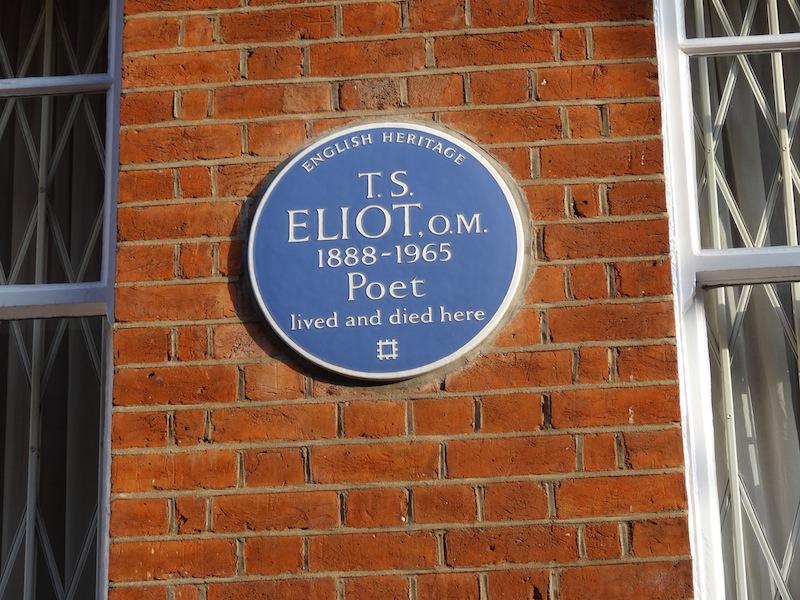 ENGLISH HERITAGE
T. S.
ELIOT, O.M.
1888-1965
Poet
lived and died here